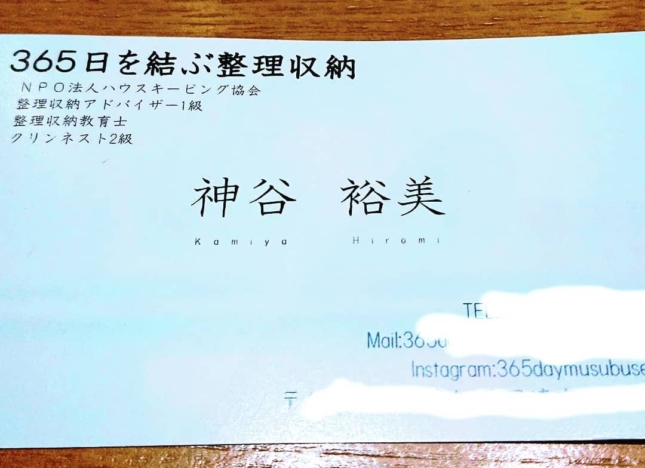 365日を結ぶ整理収納
NPO法人ハウスキーピング協会
整理収納アドバイザー1級
整理収納教育士
クリンネスト2級
神谷 裕美
Kamiya Hiromi
TEL
Mail:365d
Instagram:365daymusubuse
〒